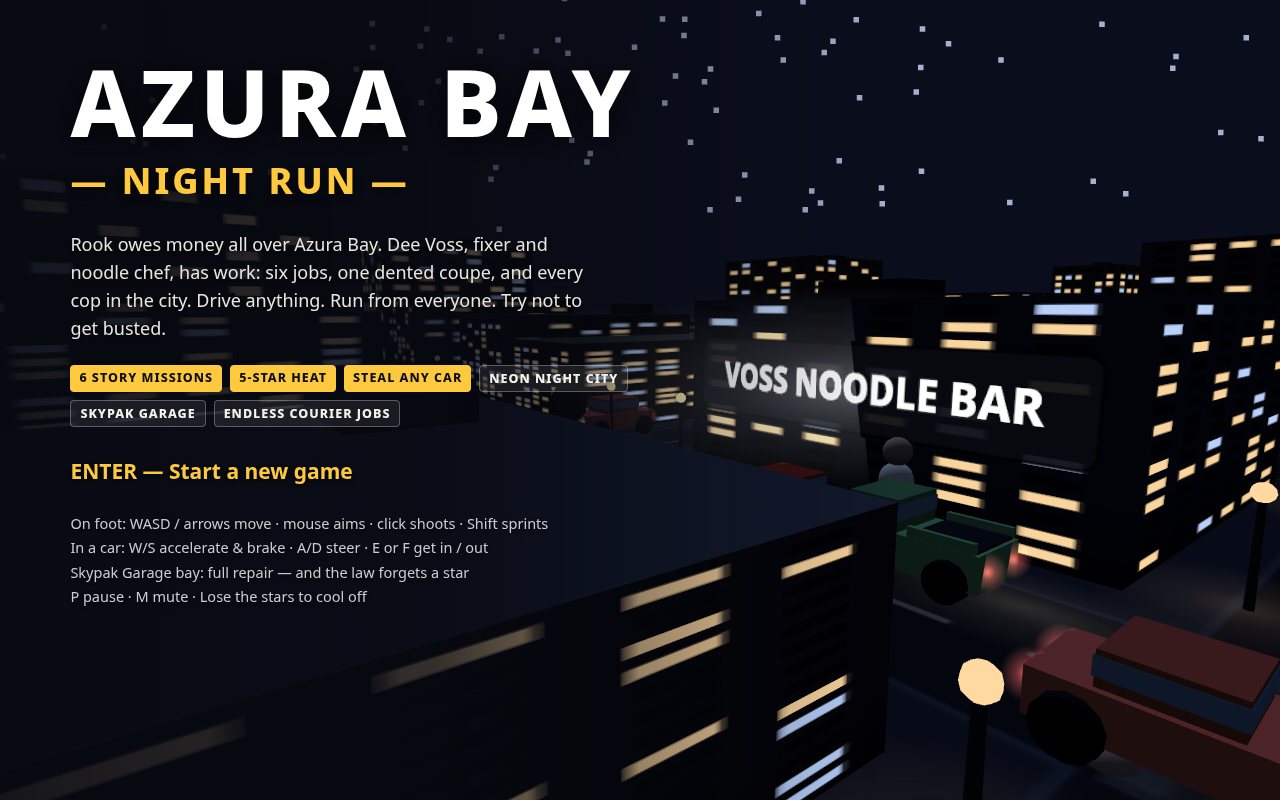 AZURA BAY
— NIGHT RUN —
Rook owes money all over Azura Bay. Dee Voss, fixer and
noodle chef, has work: six jobs, one dented coupe, and every
cop in the city. Drive anything. Run from everyone. Try not to
get busted.
6 STORY MISSIONS 5-STAR HEAT STEAL ANY CAR NEON NIGHT CITY
SKYPAK GARAGE ENDLESS COURIER JOBS
VOSS NOODLE BAR
ENTER — Start a new game
On foot: WASD / arrows move · mouse aims · click shoots · Shift sprints
In a car: W/S accelerate & brake · A/D steer · E or F get in / out
Skypak Garage bay: full repair — and the law forgets a star
P pause · M mute · Lose the stars to cool off